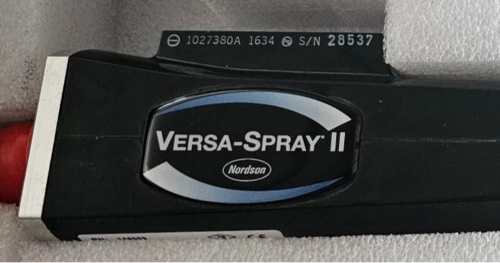 1027380A 1634 S/N 28537
VERSA-SPRAY II
Nordson